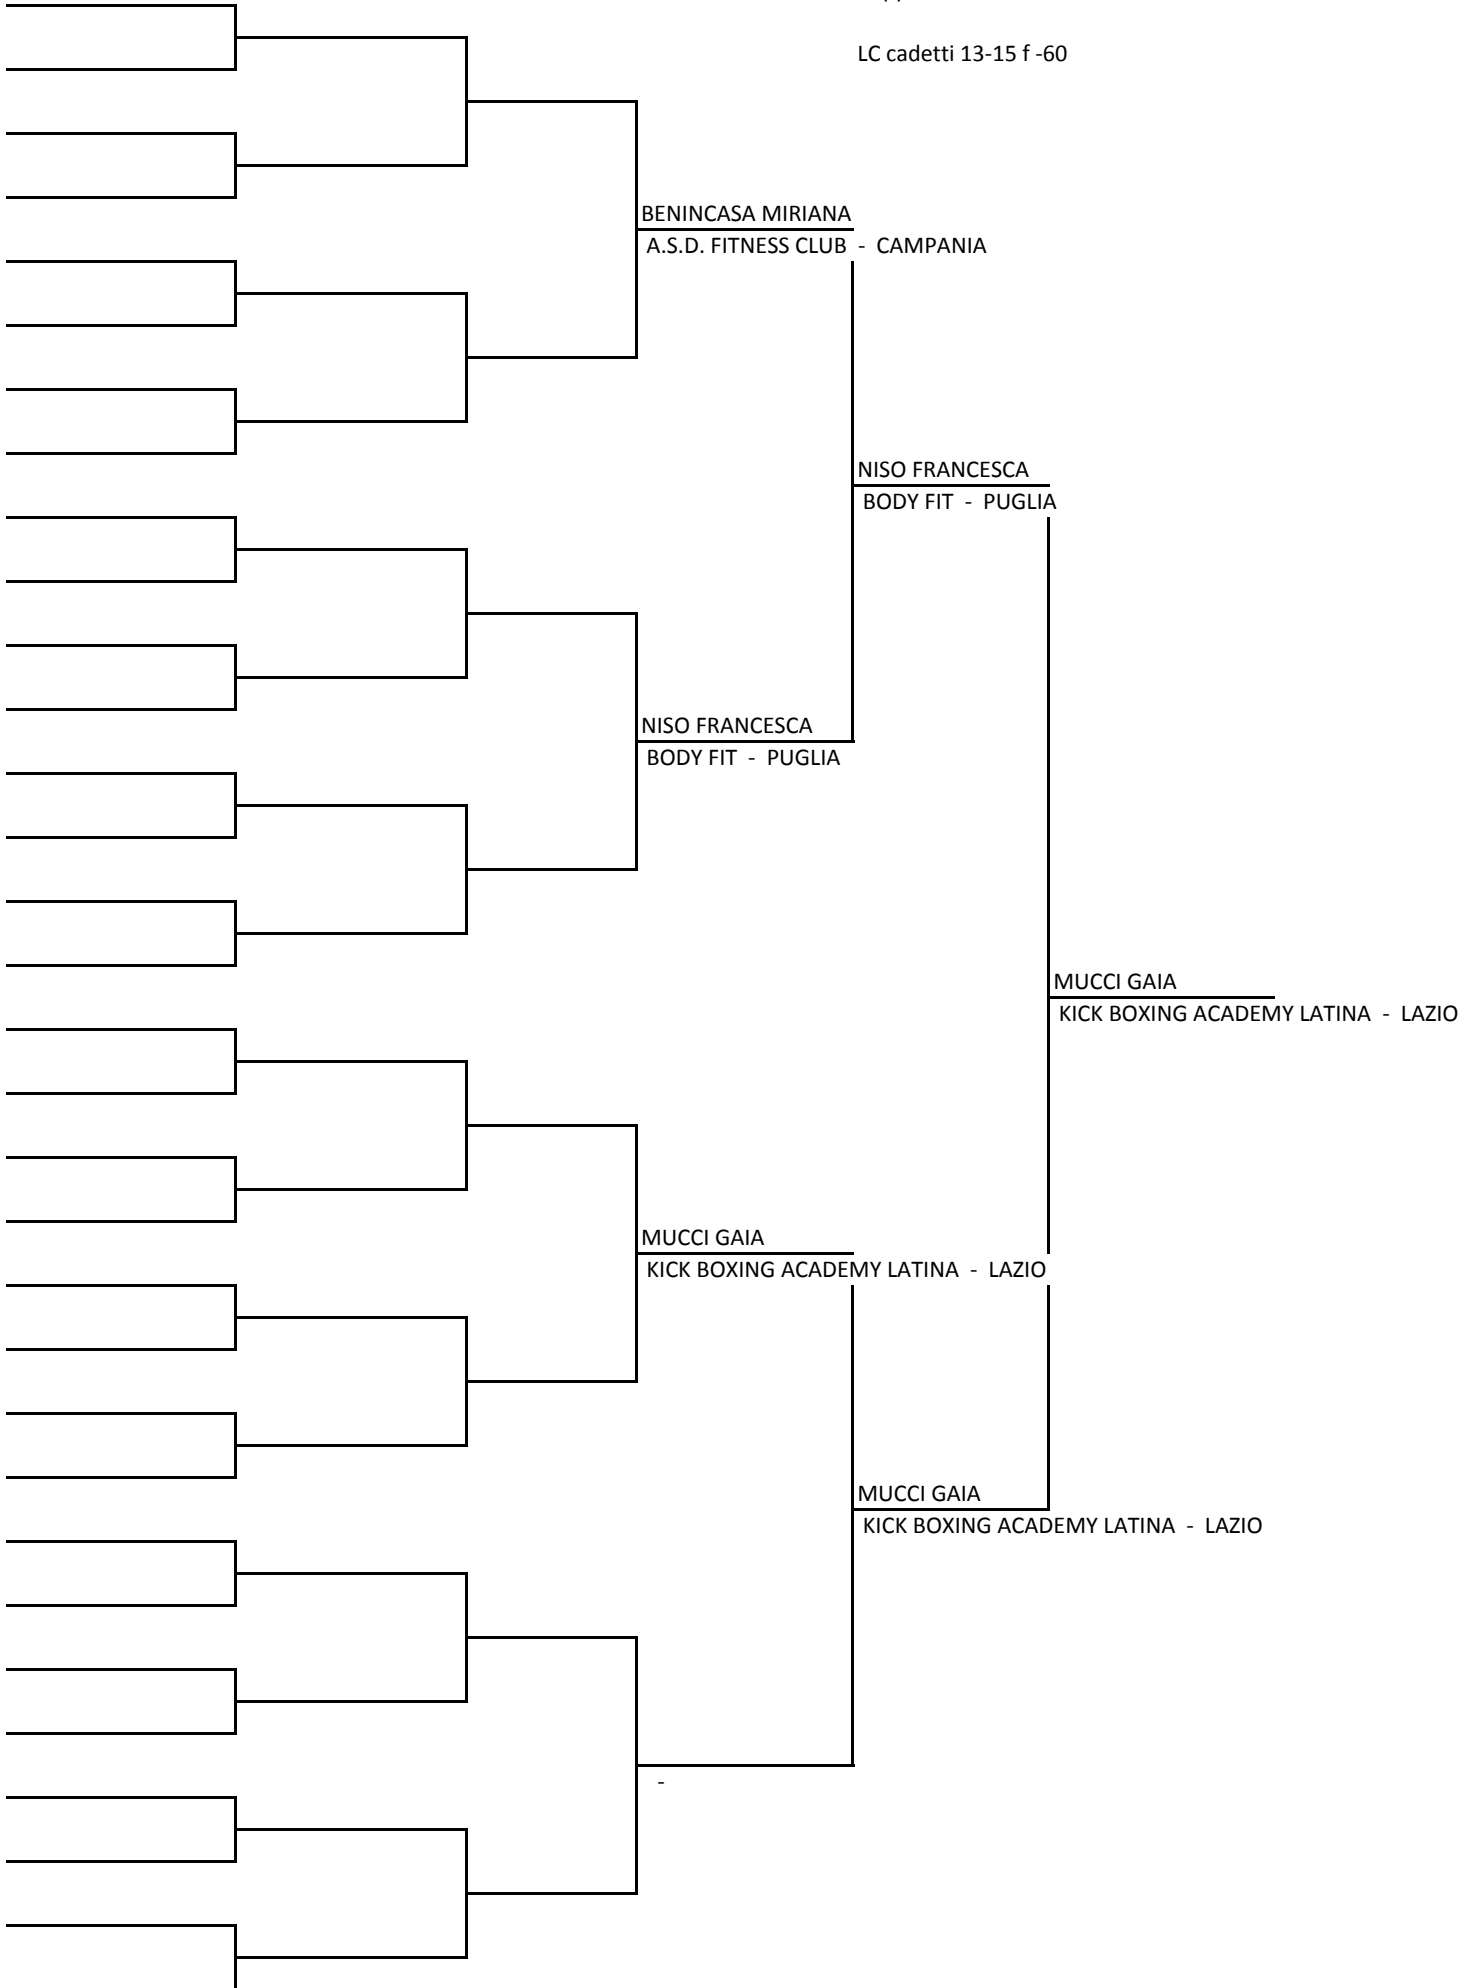 LC cadetti 13-15 f -60
BENINCASA MIRIANA
A.S.D. FITNESS CLUB - CAMPANIA
NISO FRANCESCA
BODY FIT - PUGLIA
NISO FRANCESCA
BODY FIT - PUGLIA
MUCCI GAIA
KICK BOXING ACADEMY LATINA - LAZIO
MUCCI GAIA
KICK BOXING ACADEMY LATINA - LAZIO
MUCCI GAIA
KICK BOXING ACADEMY LATINA - LAZIO
-